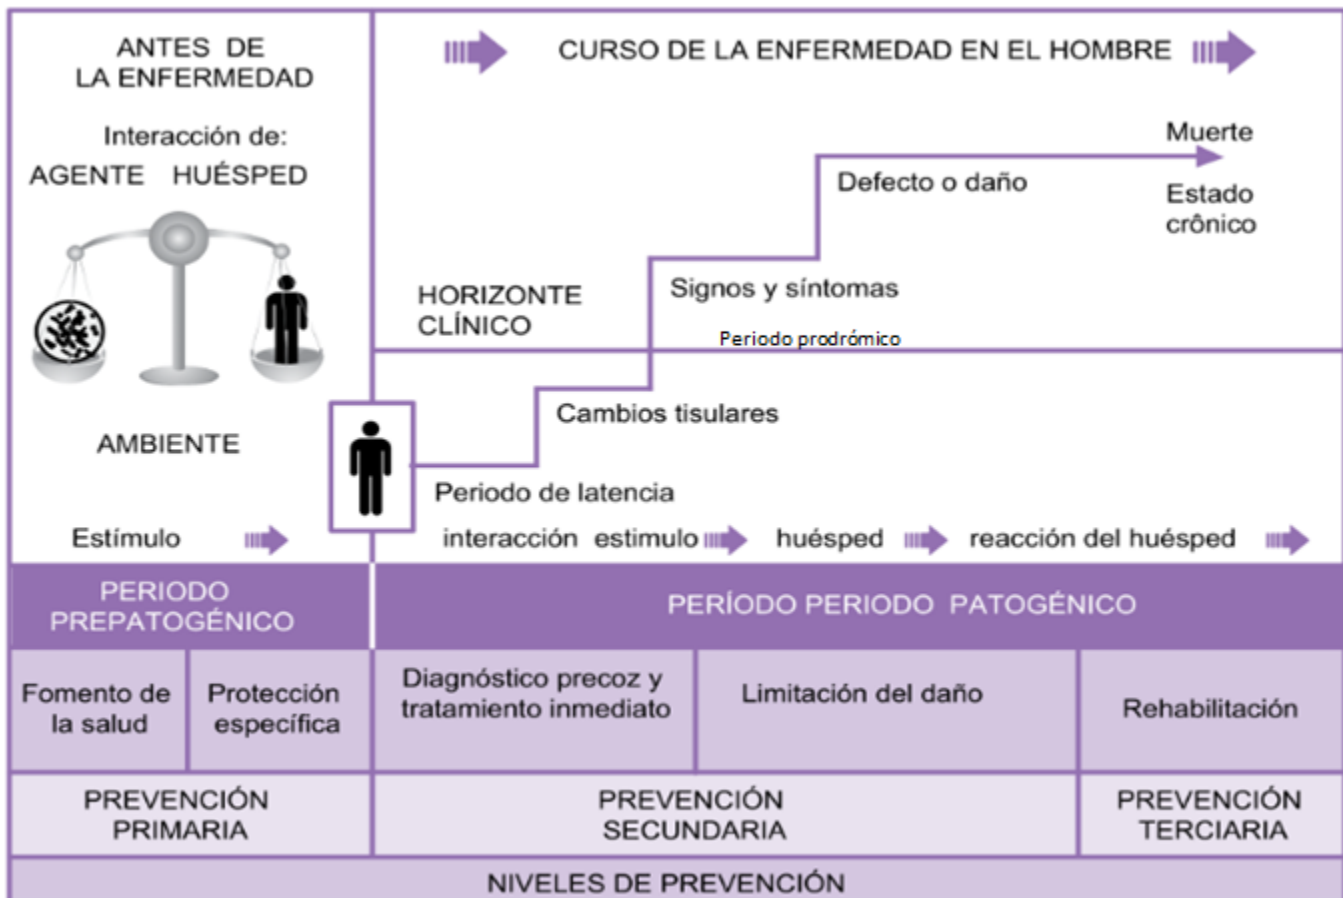 ANTES DE
LA ENFERMEDAD
Interacción de:
AGENTE HUÉSPED
AMBIENTE
Estímulo
CURSO DE LA ENFERMEDAD EN EL HOMBRE
Muerte
Defecto o daño
Estado
crônico
Signos y síntomas
HORIZONTE
CLÍNICO
Periodo prodrómico
Cambios tisulares
Periodo de latencia
interacción estimulo
huésped
reacción del huésped
PERIODO
PREPATOGÉNICO
PERÍODO PERIODO PATOGÉNICO
Fomento de
la salud
Protección
específica
Diagnóstico precoz y
tratamiento inmediato
Limitación del daño
Rehabilitación
PREVENCIÓN
PRIMARIA
PREVENCIÓN
SECUNDARIA
PREVENCIÓN
TERCIARIA
NIVELES DE PREVENCIÓN